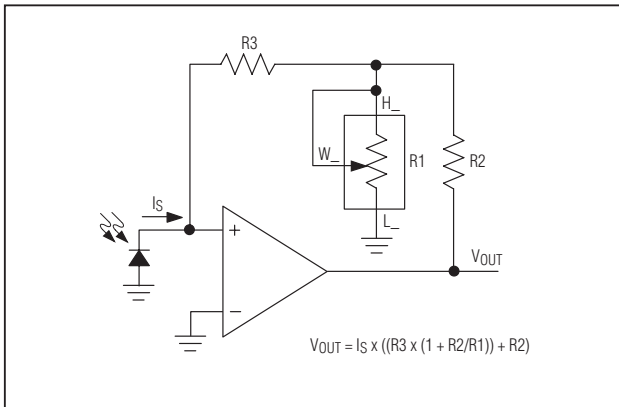 R3
H_
W_
R1
R2
L_
IS
+
–
VOUT
VOUT = IS x ((R3 x (1 + R2/R1)) + R2)